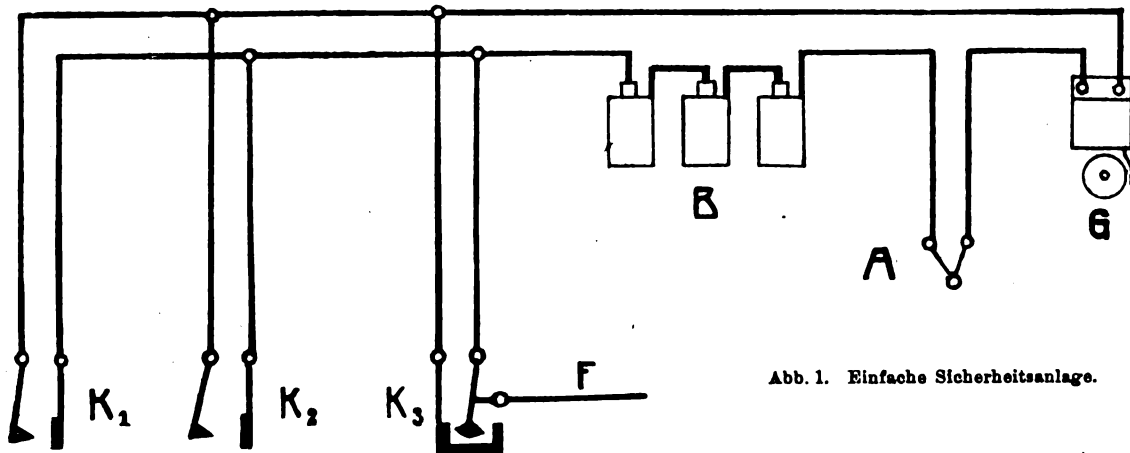 B
G
A
F
K₁
K₂
K₃
Abb. 1. Einfache Sicherheitsanlage.